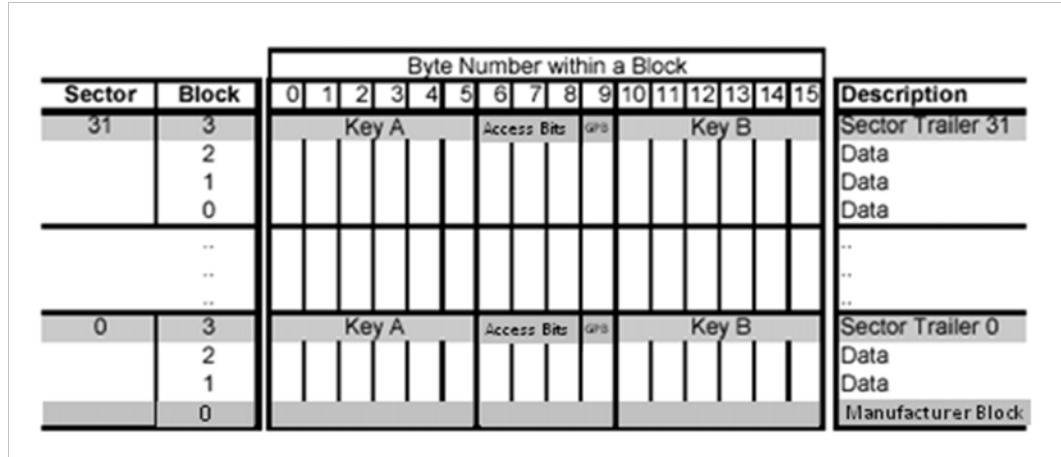 Byte Number within a Block
Sector Block 0 1 2 3 4 5 6 7 8 9 10 11 12 13 14 15 Description
31 3 Key A Access Bits GPB Key B Sector Trailer 31
2 Data
1 Data
0 Data
.. ..
.. ..
.. ..
0 3 Key A Access Bits GPB Key B Sector Trailer 0
2 Data
1 Data
0 Manufacturer Block